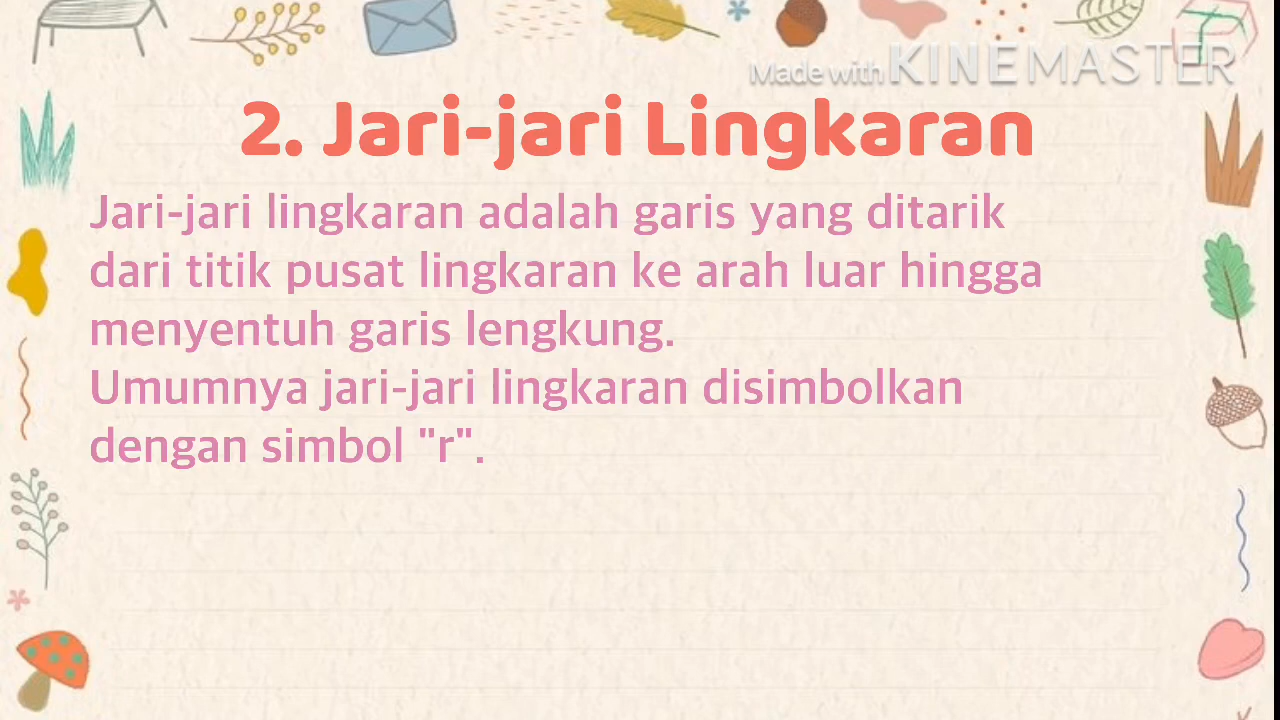 Made with KINEMASTER
2. Jari-jari Lingkaran
Jari-jari lingkaran adalah garis yang ditarik
dari titik pusat lingkaran ke arah luar hingga
menyentuh garis lengkung.
Umumnya jari-jari lingkaran disimbolkan
dengan simbol "r".